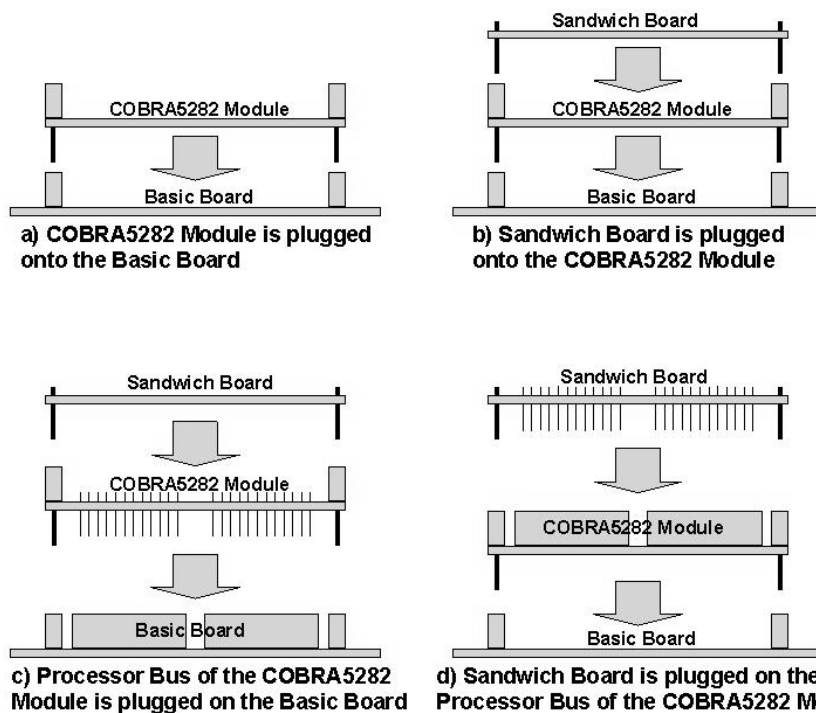 COBRA5282 Module
Basic Board
a) COBRA5282 Module is plugged
onto the Basic Board
Sandwich Board
COBRA5282 Module
Basic Board
b) Sandwich Board is plugged
onto the COBRA5282 Module
Sandwich Board
COBRA5282 Module
Basic Board
c) Processor Bus of the COBRA5282
Module is plugged on the Basic Board
Sandwich Board
COBRA5282 Module
Basic Board
d) Sandwich Board is plugged on the
Processor Bus of the COBRA5282 M